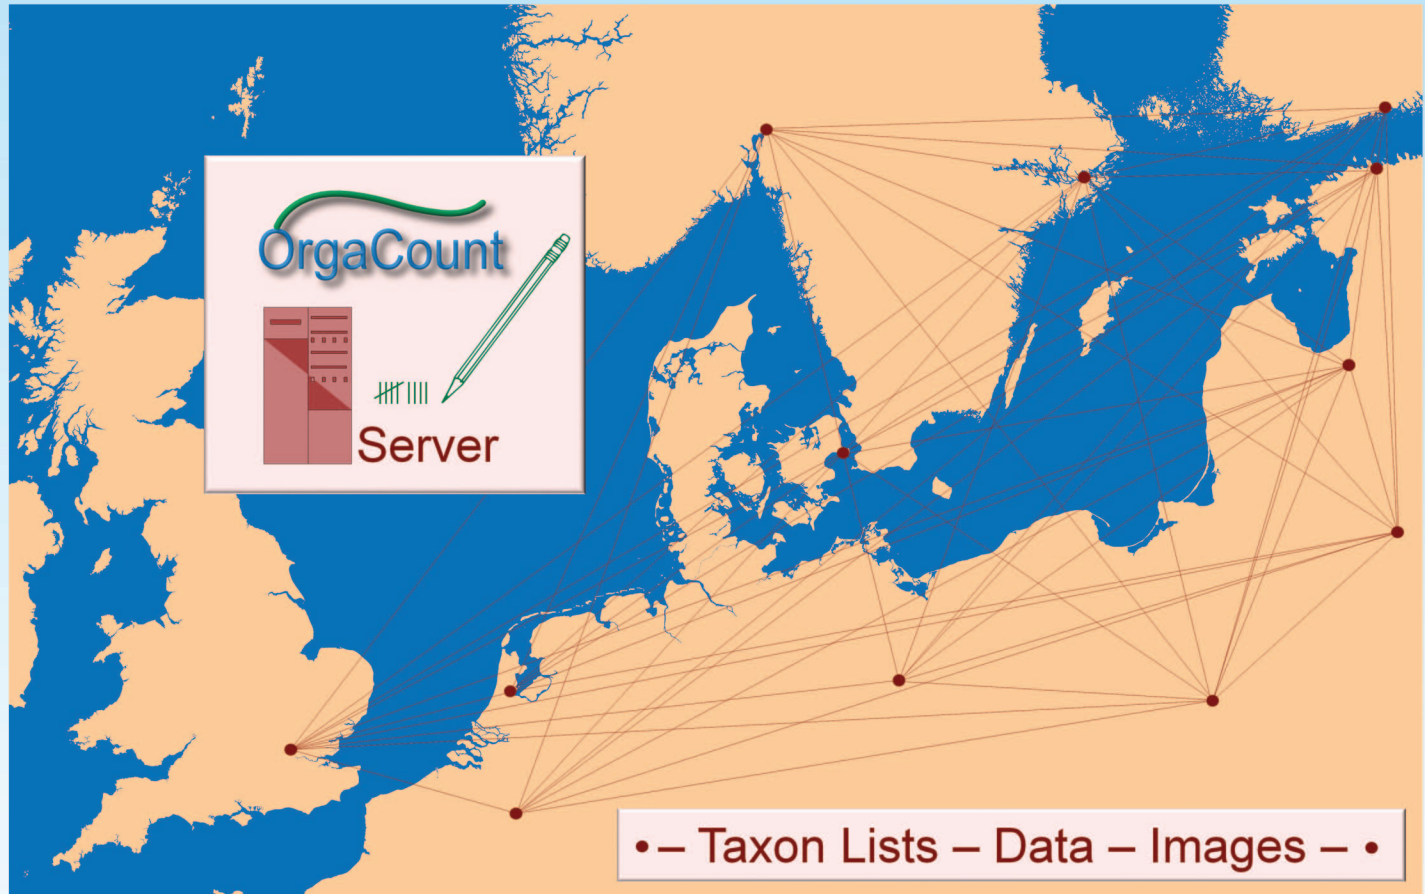 OrgaCount
Server
•– Taxon Lists – Data – Images – •